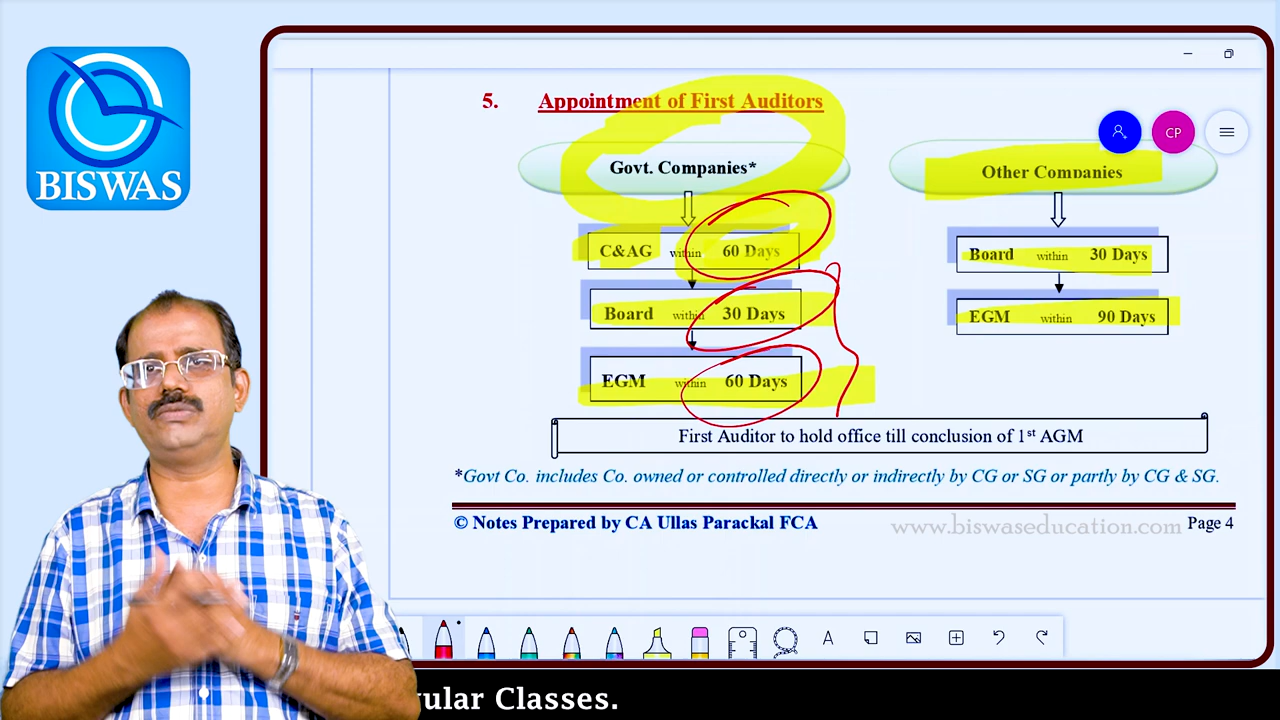 BISWAS
5. Appointment of First Auditors
CP
Govt. Companies*
Other Companies
C&AG within 60 Days
Board within 30 Days
Board within 30 Days
EGM within 90 Days
EGM within 60 Days
First Auditor to hold office till conclusion of 1st AGM
*Govt Co. includes Co. owned or controlled directly or indirectly by CG or SG or partly by CG & SG.
© Notes Prepared by CA Ullas Parackal FCA
www.biswaseducation.com Page 4
A
Classes.